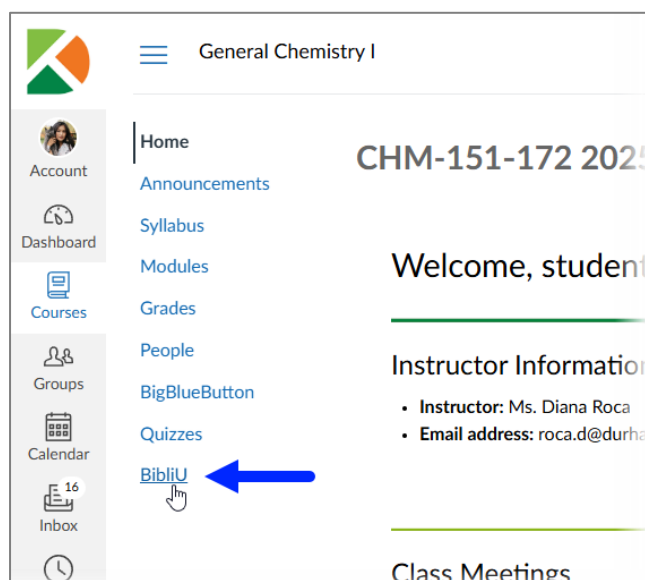 General Chemistry I
Account
Dashboard
Courses
Groups
Calendar
16
Inbox
Home
Announcements
Syllabus
Modules
Grades
People
BigBlueButton
Quizzes
BibliU
CHM-151-172 2025
Welcome, student
Instructor Information
• Instructor: Ms. Diana Roca
• Email address: roca.d@durha
Class Meetings